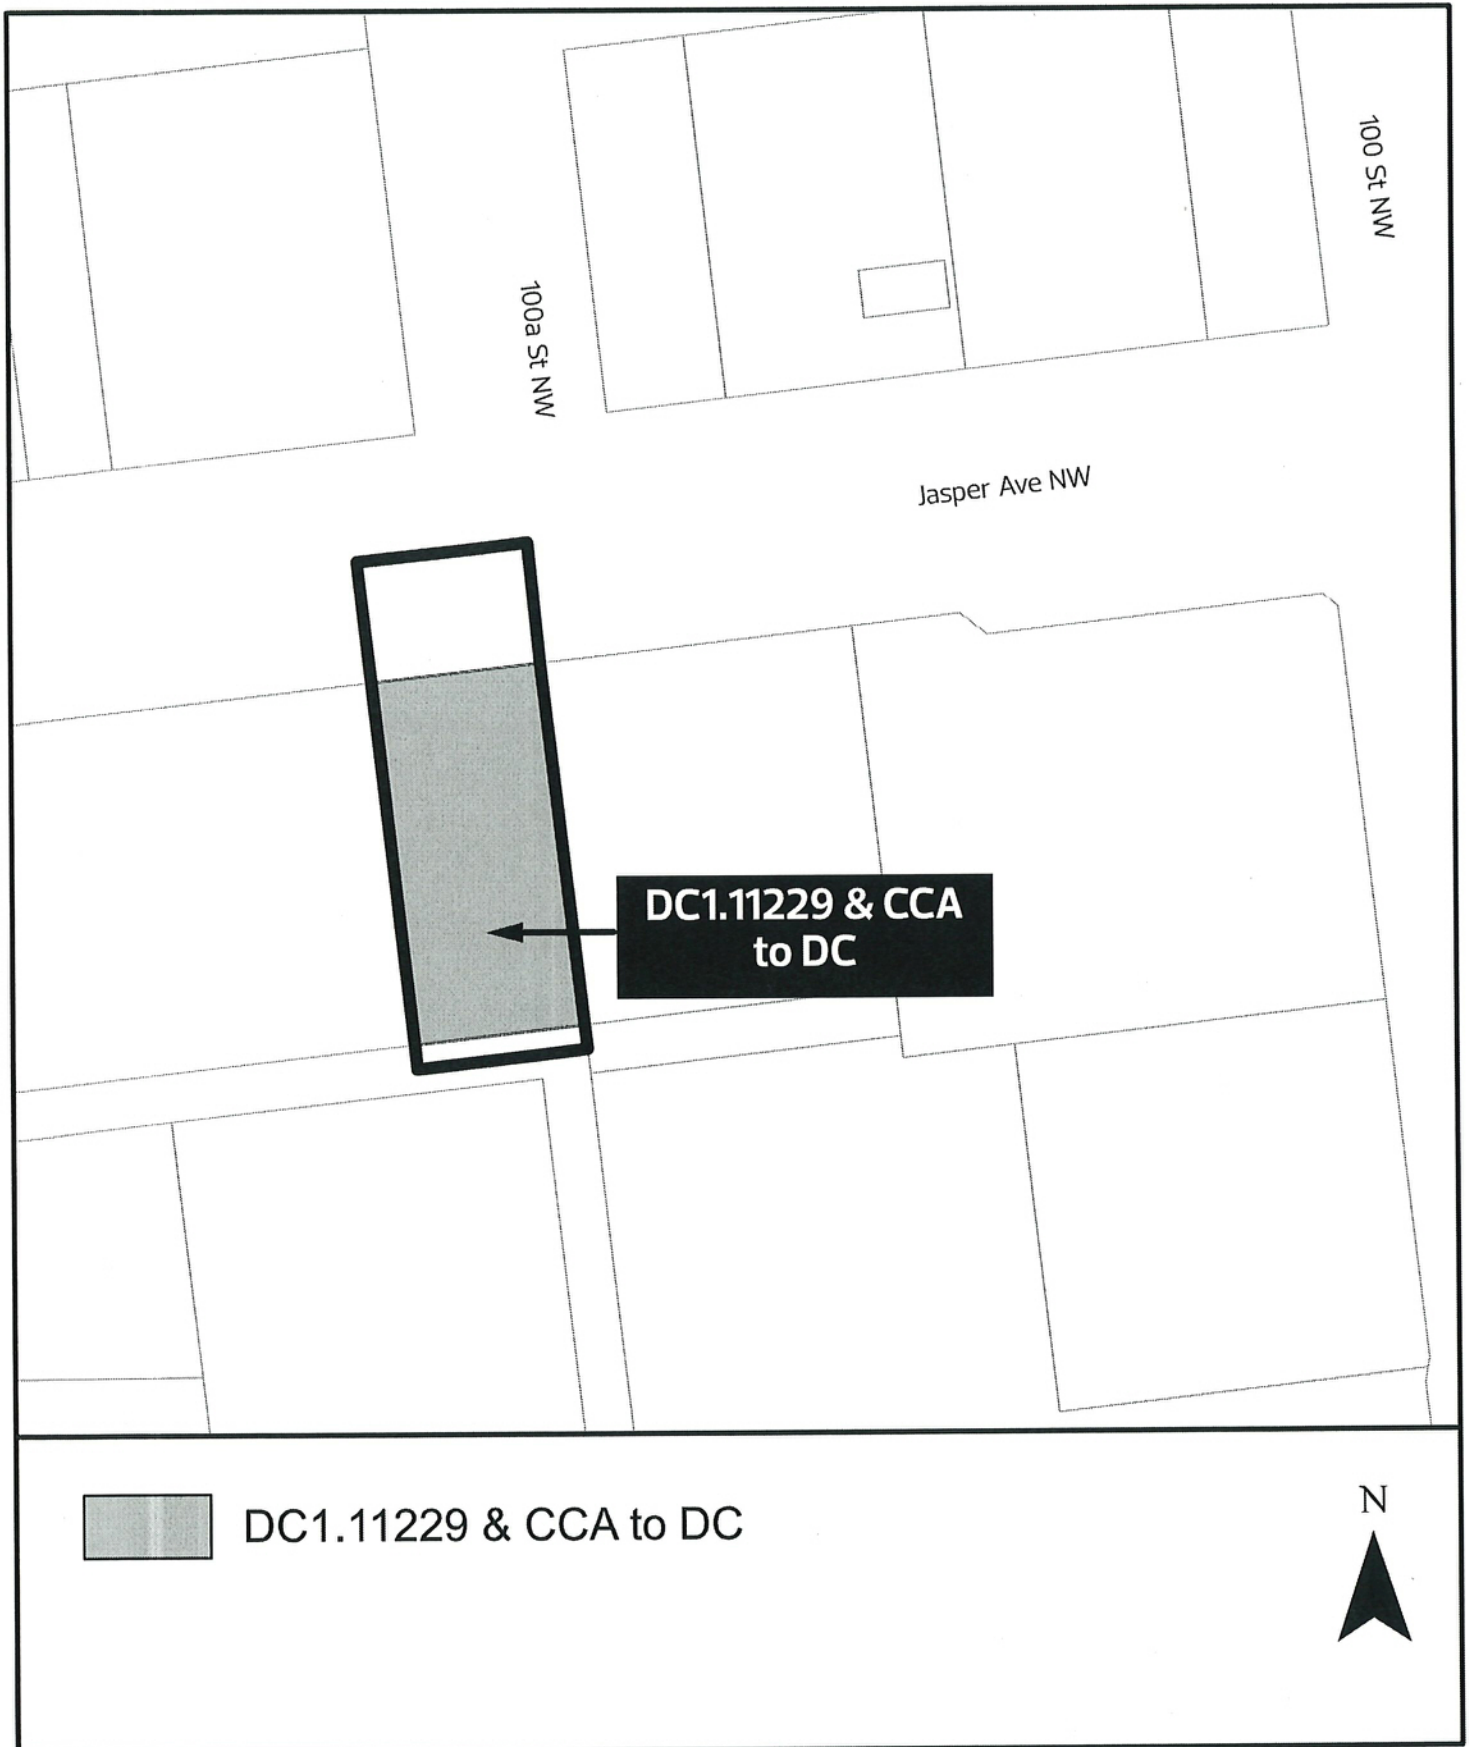 100 St NW
100a St NW
Jasper Ave NW
DC1.11229 & CCA
to DC
DC1.11229 & CCA to DC
N